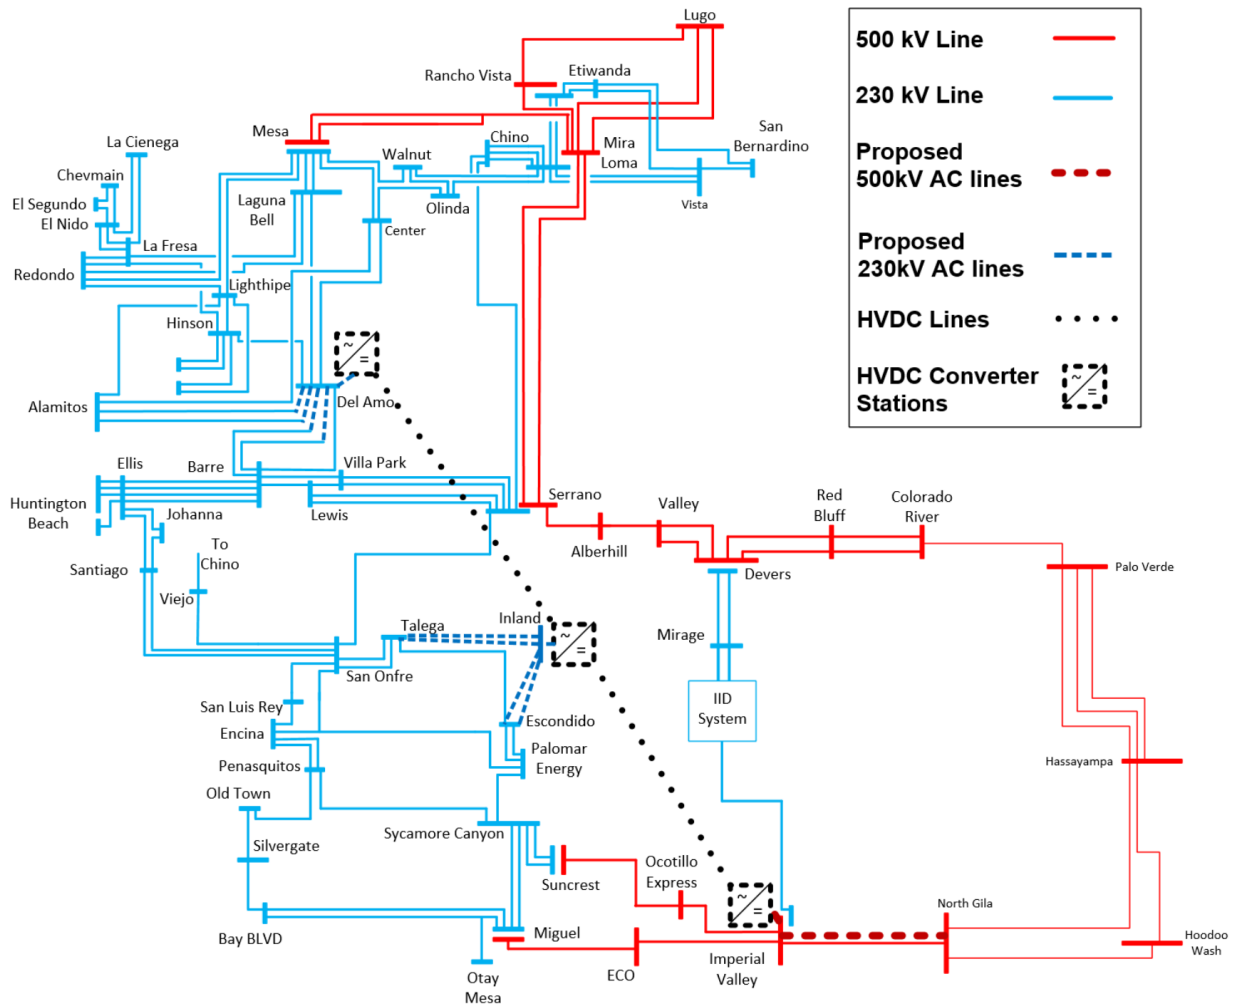 Lugo
Rancho Vista
Etiwanda
500 kV Line
230 kV Line
Proposed
500kV AC lines
Proposed
230kV AC lines
HVDC Lines
HVDC Converter
Stations
~
=
Mesa
La Cienega
Chino
Mira
Loma
San
Bernardino
Walnut
Chevmain
Laguna
Bell
Olinda
Vista
El Segundo
El Nido
Center
La Fresa
Redondo
Lighthipe
Hinson
~
=
Alamitos
Del Amo
Ellis
Barre
Villa Park
Huntington
Beach
Johanna
Lewis
Serrano
Valley
Red
Bluff
Colorado
River
Alberhill
To
Chino
Santiago
Viejo
Devers
Palo Verde
Talega
Inland
~
=
Mirage
San Onfre
IID
System
San Luis Rey
Encina
Escondido
Palomar
Energy
Penasquitos
Hassayampa
Old Town
Sycamore Canyon
Silvergate
Suncrest
Ocotillo
Express
~
=
North Gila
Bay BLVD
Miguel
Hoodoo
Wash
Otay
Mesa
ECO
Imperial
Valley